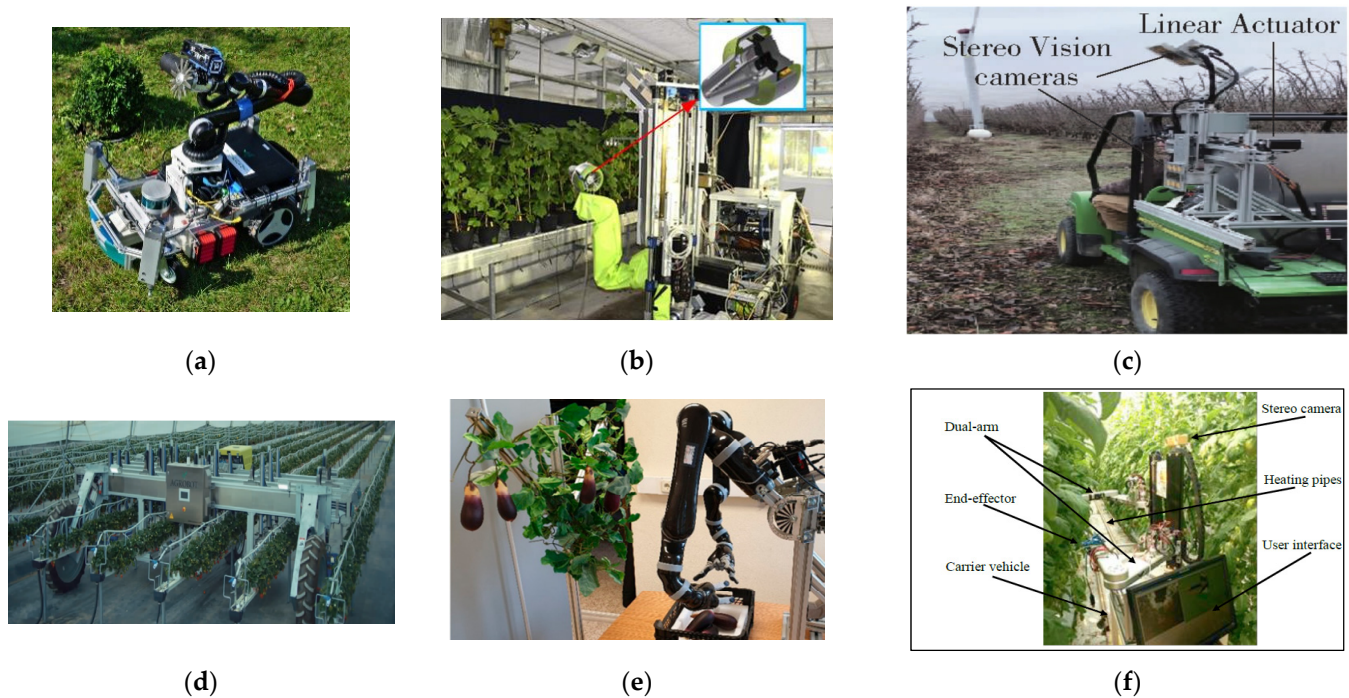 Stereo Vision
cameras
Linear Actuator
(a)
(b)
(c)
Dual-arm
End-effector
Carrier vehicle
Stereo camera
Heating pipes
User interface
(d)
(e)
(f)